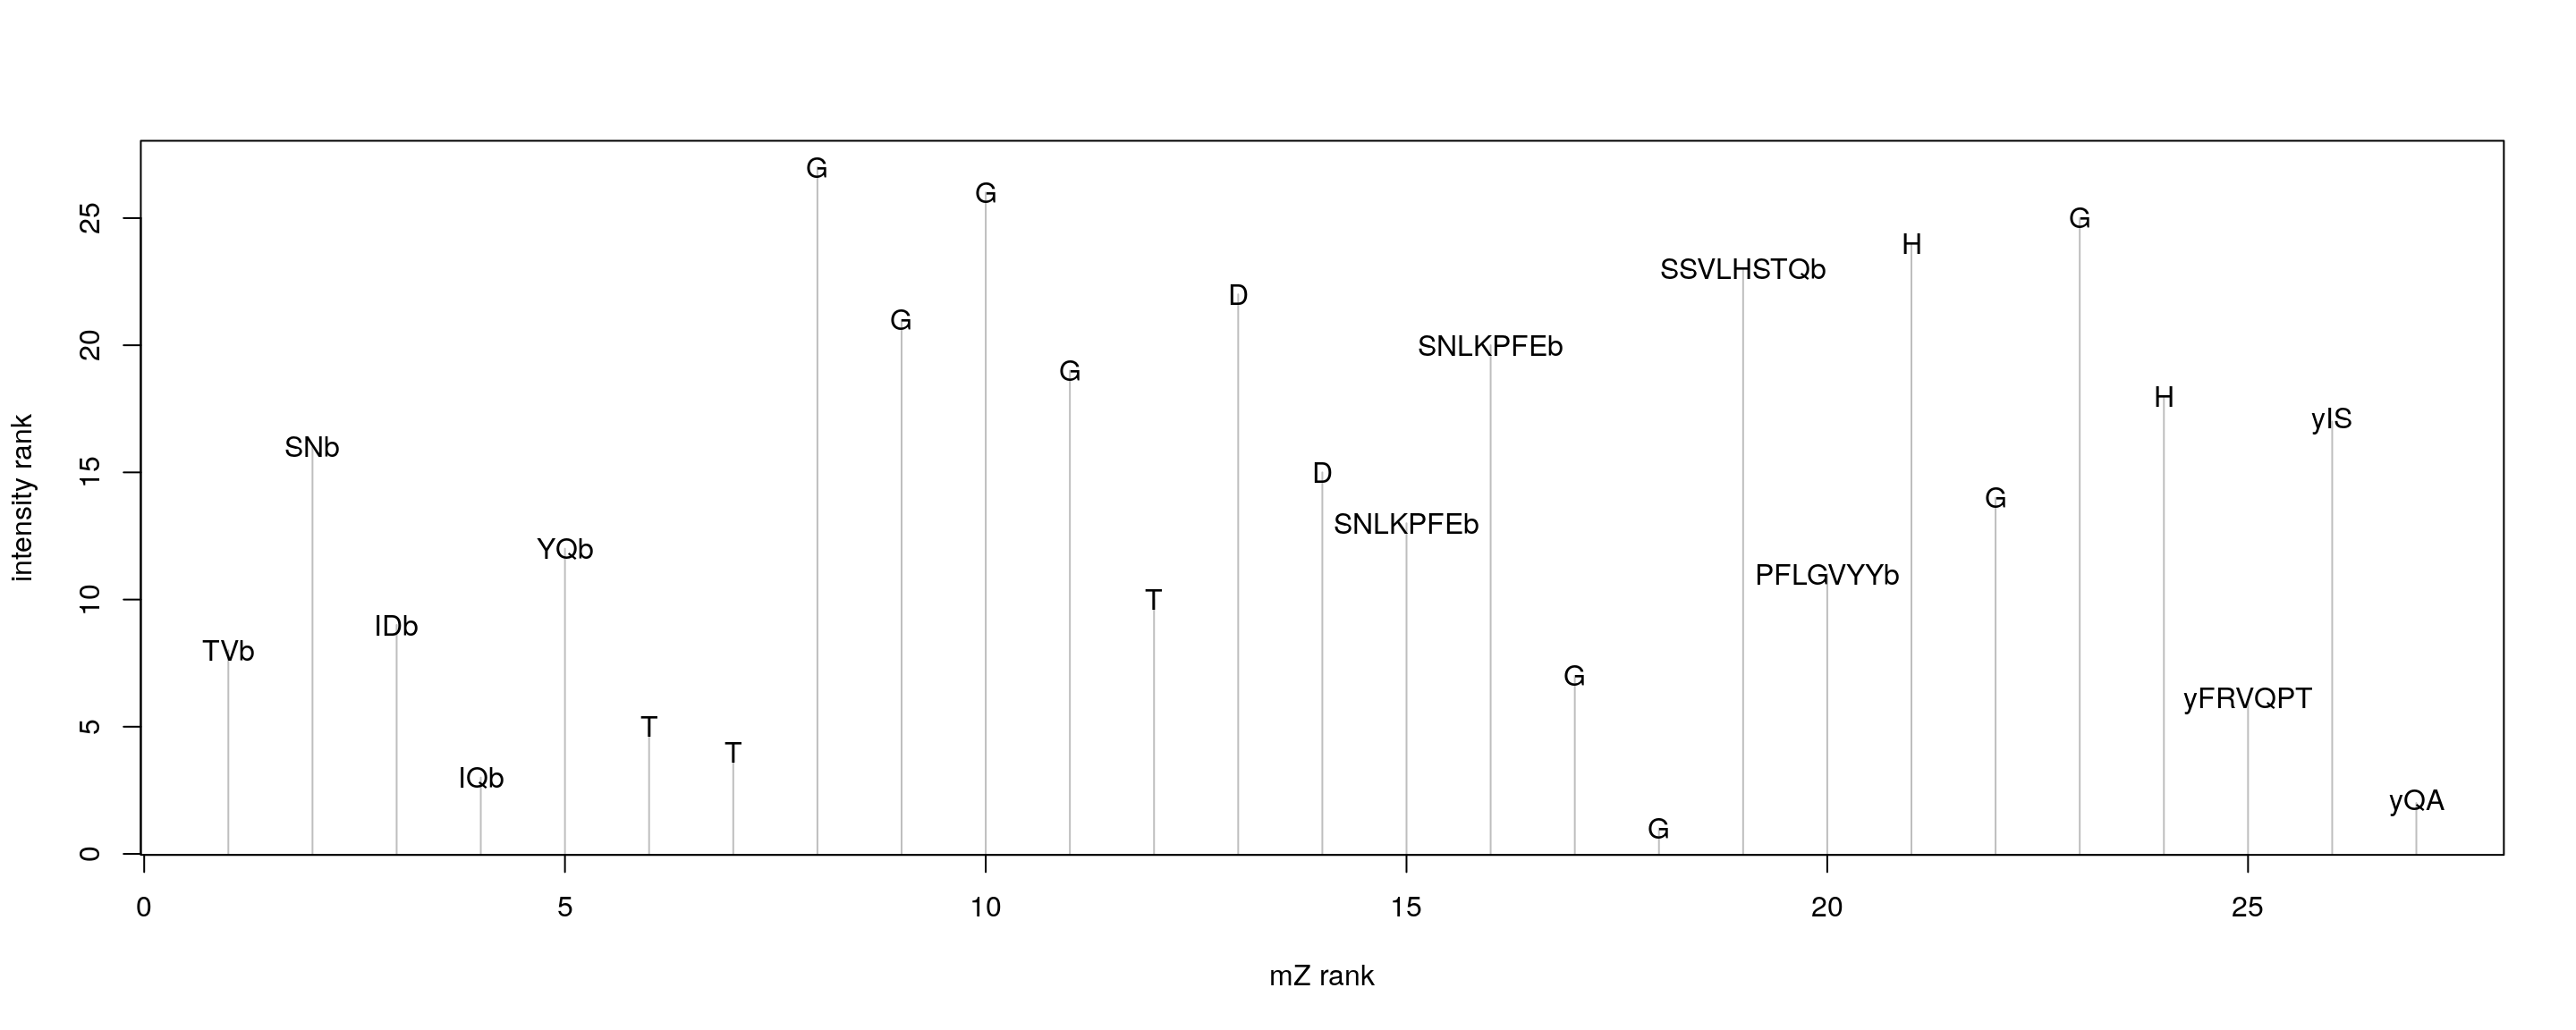 G
G
25
G
H
SSVLHSTQb
D
G
20
SNLKPFEb
G
H
yIS
SNb
15
D
G
SNLKPFEb
YQb
PFLGVYYb
10
T
IDb
TVb
G
yFRVQPT
5
T
T
IQb
yQA
G
0
intensity rank
0 5 10 15 20 25
mZ rank